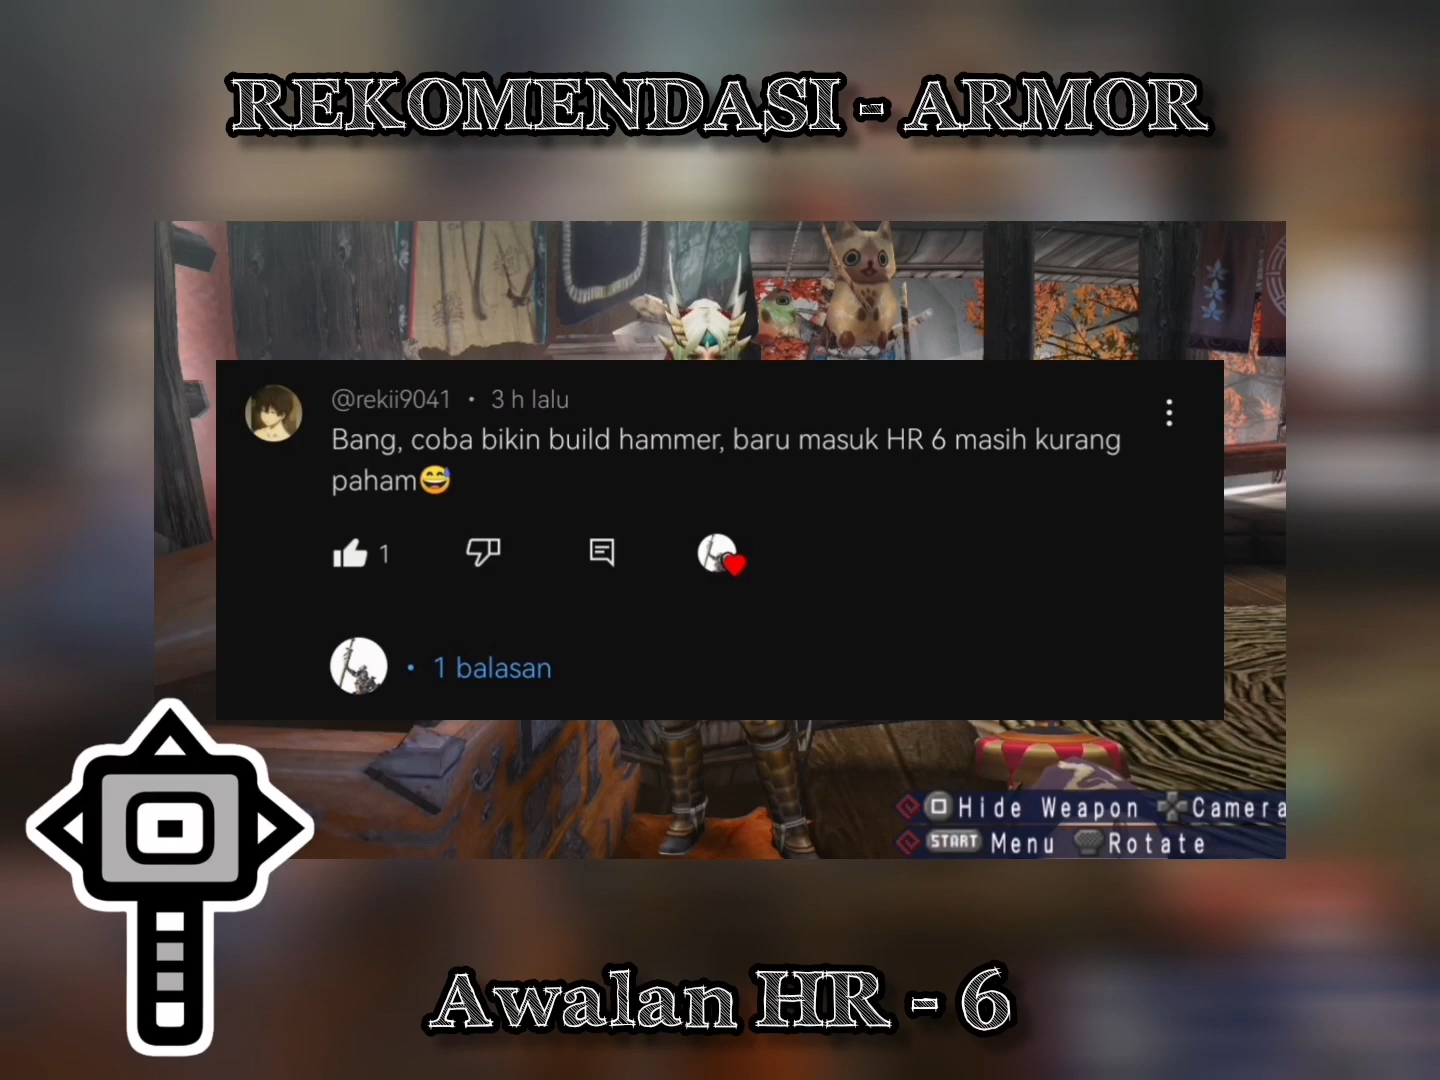 REKOMENDASI - ARMOR
@rekii9041 • 3 h lalu
Bang, coba bikin build hammer, baru masuk HR 6 masih kurang
paham😅
1
• 1 balasan
Hide Weapon Camera
START Menu Rotate
Awalan HR - 6